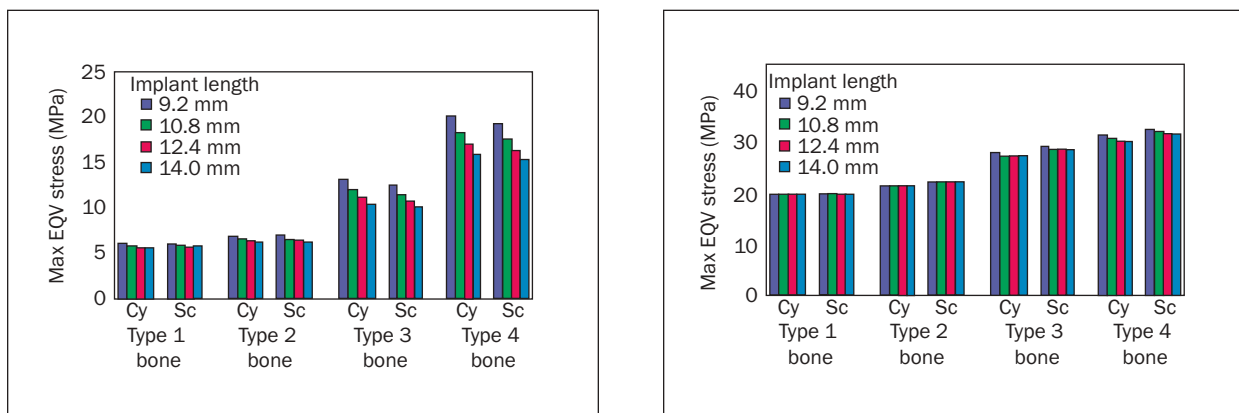 25
20
15
10
5
0
Max EQV stress (MPa)
Implant length
9.2 mm
10.8 mm
12.4 mm
14.0 mm
Cy Sc Cy Sc Cy Sc Cy Sc
Type 1 Type 2 Type 3 Type 4
bone bone bone bone
40
30
20
10
0
Max EQV stress (MPa)
Implant length
9.2 mm
10.8 mm
12.4 mm
14.0 mm
Cy Sc Cy Sc Cy Sc Cy Sc
Type 1 Type 2 Type 3 Type 4
bone bone bone bone